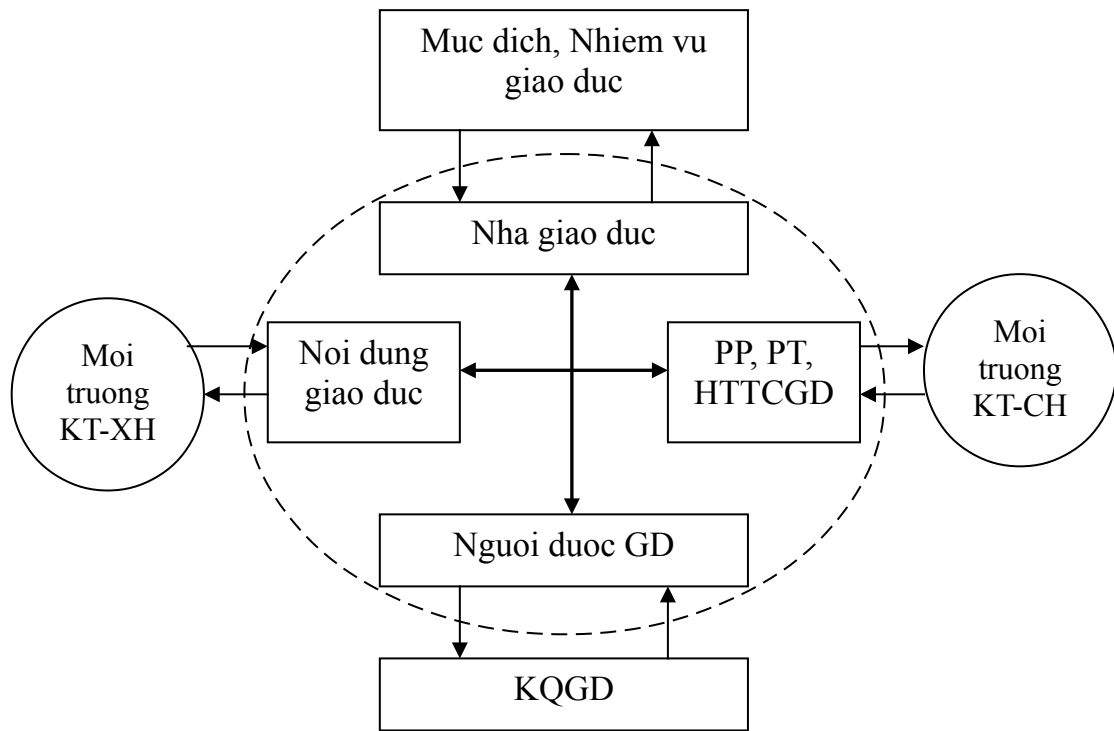 Muc dich, Nhiem vu
giao duc
Nha giao duc
Moi
truong
KT-XH
Noi dung
giao duc
PP, PT,
HTTCGD
Moi
truong
KT-CH
Nguoi duoc GD
KQGD